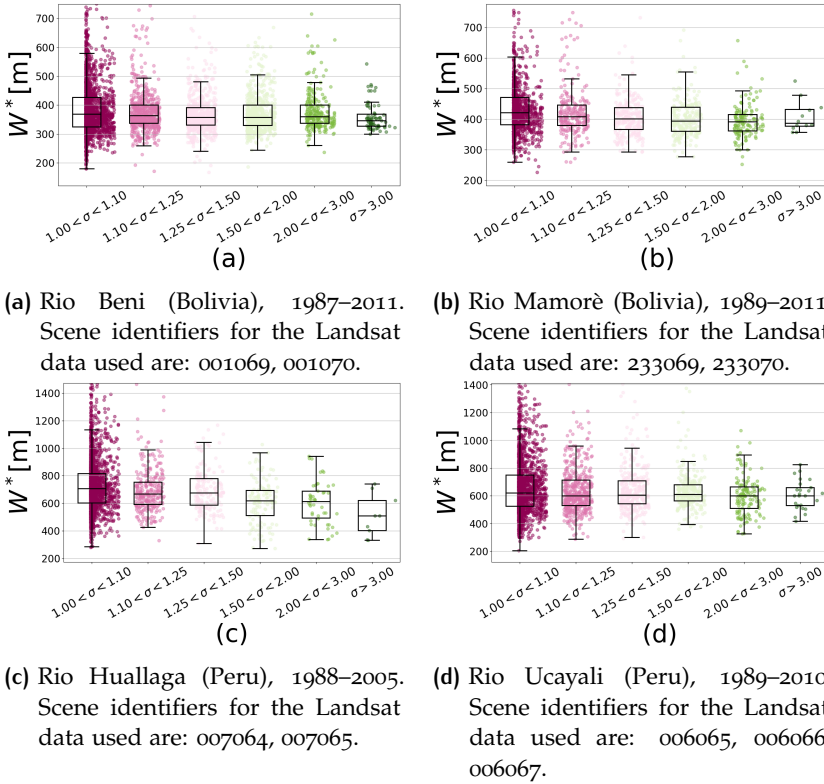 700
600
500
400
300
200
W* [m]
1.00 < σ < 1.10
1.10 < σ < 1.25
1.25 < σ < 1.50
1.50 < σ < 2.00
2.00 < σ < 3.00
σ > 3.00
(a)
700
600
500
400
300
200
W* [m]
1.00 < σ < 1.10
1.10 < σ < 1.25
1.25 < σ < 1.50
1.50 < σ < 2.00
2.00 < σ < 3.00
σ > 3.00
(b)
(a) Rio Beni (Bolivia), 1987–2011.
Scene identifiers for the Landsat
data used are: 001069, 001070.
(b) Rio Mamorè (Bolivia), 1989–2011
Scene identifiers for the Landsat
data used are: 233069, 233070.
1400
1200
1000
800
600
400
200
W* [m]
1.00 < σ < 1.10
1.10 < σ < 1.25
1.25 < σ < 1.50
1.50 < σ < 2.00
2.00 < σ < 3.00
σ > 3.00
(c)
1400
1200
1000
800
600
400
200
W* [m]
1.00 < σ < 1.10
1.10 < σ < 1.25
1.25 < σ < 1.50
1.50 < σ < 2.00
2.00 < σ < 3.00
σ > 3.00
(d)
(c) Rio Huallaga (Peru), 1988–2005.
Scene identifiers for the Landsat
data used are: 007064, 007065.
(d) Rio Ucayali (Peru), 1989–2010
Scene identifiers for the Landsat
data used are: 006065, 006066
006067.